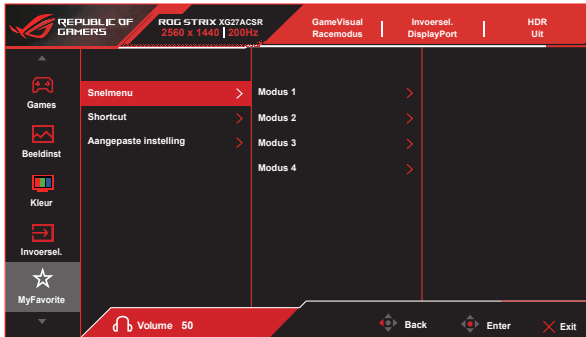 REPUBLIC OF
GAMERS
ROG STRIX XG27ACSR
2560 x 1440 200Hz
GameVisual
Racemodus
Invoersel.
DisplayPort
HDR
Uit
Games
Beeldinst
Kleur
Invoersel.
MyFavorite
Snelmenu
Shortcut
Aangepaste instelling
Modus 1
Modus 2
Modus 3
Modus 4
Volume 50
Back
Enter
Exit